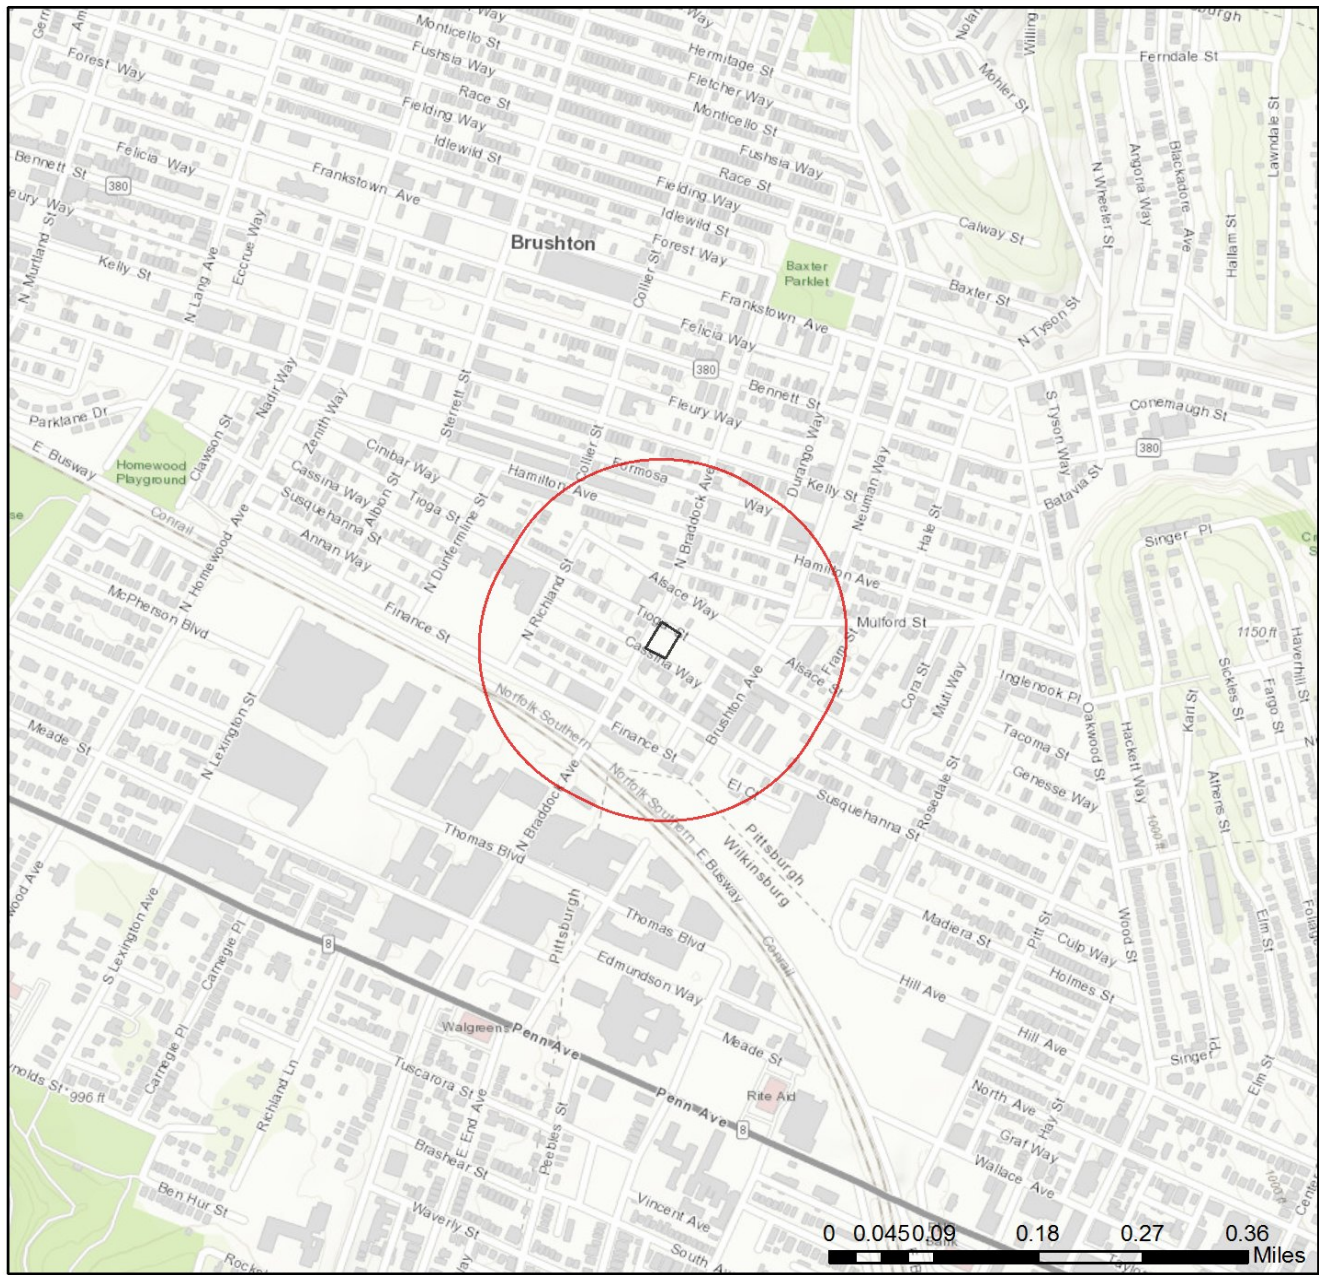 Way
Way
Monticello St
Fushsia Way
Race St
Fielding Way
Idlewild St
Hermitage St
Fletcher Way
Monticello St
Fushsia Way
Race St
Fielding Way
Idlewild St
Forest Way
Mohler St
Ferndale St
Lawndale St
Forest Way
Felicia Way
Bennett St
380
Frankstown Ave
Kelly St
N Murtland St
N Lang Ave
Eccrue Way
Brushton
Collier St
Baxter
Parklet
Calway St
Baxter St
N Tyson St
N Wheeler St
Angora Way
Blackadore
Ave
Hallam St
Frankstown Ave
Felicia Way
380
Bennett St
Fleury Way
Parklane Dr
E Busway
Homewood
Playground
Conrail
Clawson St
Nadir Way
Zenith Way
Sterrett St
Cinibar Way
Cassina Way
Susquehanna St
Albion St
Tioga St
Annan Way
N Dunfermline St
Hamilton Ave
Collier St
Formosa
Way
Kelly St
Durango Way
Neuman Way
Hale St
S Tyson Way
Batavia St
Conemaugh St
380
Singer Pl
N Homewood Ave
McPherson Blvd
Finance St
N Richland St
N Braddock Ave
Alsace Way
Tioga St
Cassina Way
Hamilton Ave
Mulford St
Alsace St
Fram St
Cora St
Muti Way
Inglenook Pl
1150 ft
Haverhill St
Sickles St
Fargo St
Karl St
Oakwood St
Hackett Way
Tacoma St
Genesse Way
Athens St
1000 ft
Meade St
N Lexington St
Norfolk Southern
Finance St
Brushton Ave
N Braddock Ave
Norfolk Southern
E Busway
El Ct
Susquehanna St
Rosedale St
Thomas Blvd
Pittsburgh
Wilkinsburg
Pittsburgh
Thomas Blvd
Edmundson Way
Conrail
Madiera St
Pitt St
Culp Way
Holmes St
Wood St
Elm St
Hill Ave
Hill Ave
S Lexington Ave
Carnegie Pl
8
Carnegie Pl
Richland Ln
Walgreens
Penn Ave
Tuscarora St
E End Ave
Peebles St
Brashear St
996 ft
Ben Hur St
Waverly St
Meade St
Rite Aid
Penn Ave
8
Vincent Ave
North Ave
Hay St
Graf Way
Wallace Ave
Singer
Pl
Elm St
1000 ft
0 0.045 0.09 0.18 0.27 0.36
Miles